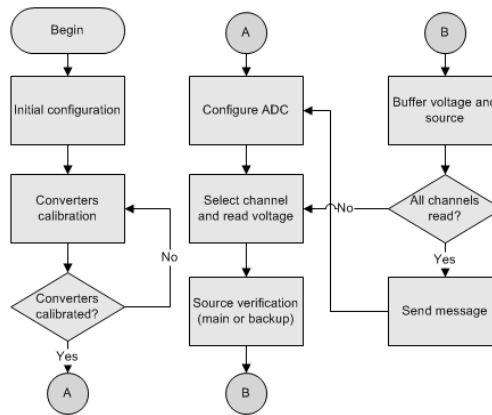 Begin
Initial configuration
Converters
calibration
No
Converters
calibrated?
Yes
A
A
Configure ADC
Select channel
and read voltage
Source verification
(main or backup)
B
B
Buffer voltage and
source
All channels
read?
No
Yes
Send message